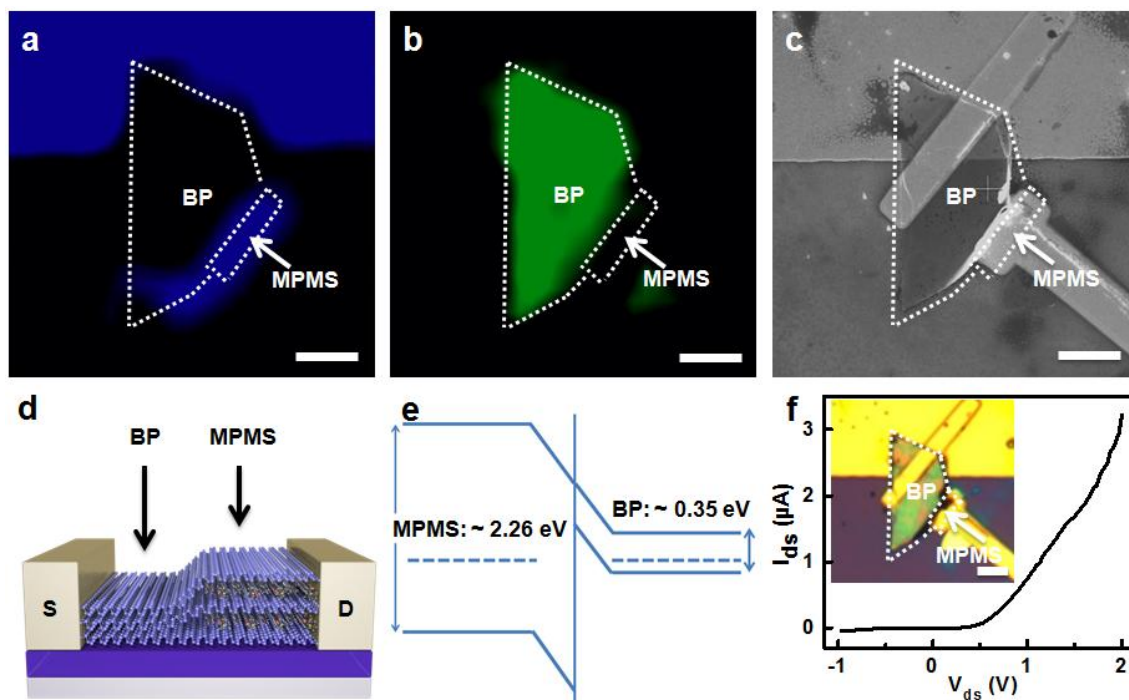 a
BP
MPMS
b
BP
MPMS
c
BP
MPMS
d
BP
MPMS
S
D
e
MPMS: ~ 2.26 eV
BP: ~ 0.35 eV
f
3
2
1
0
Ids (µA)
BP
MPMS
-1
0
1
2
Vds (V)